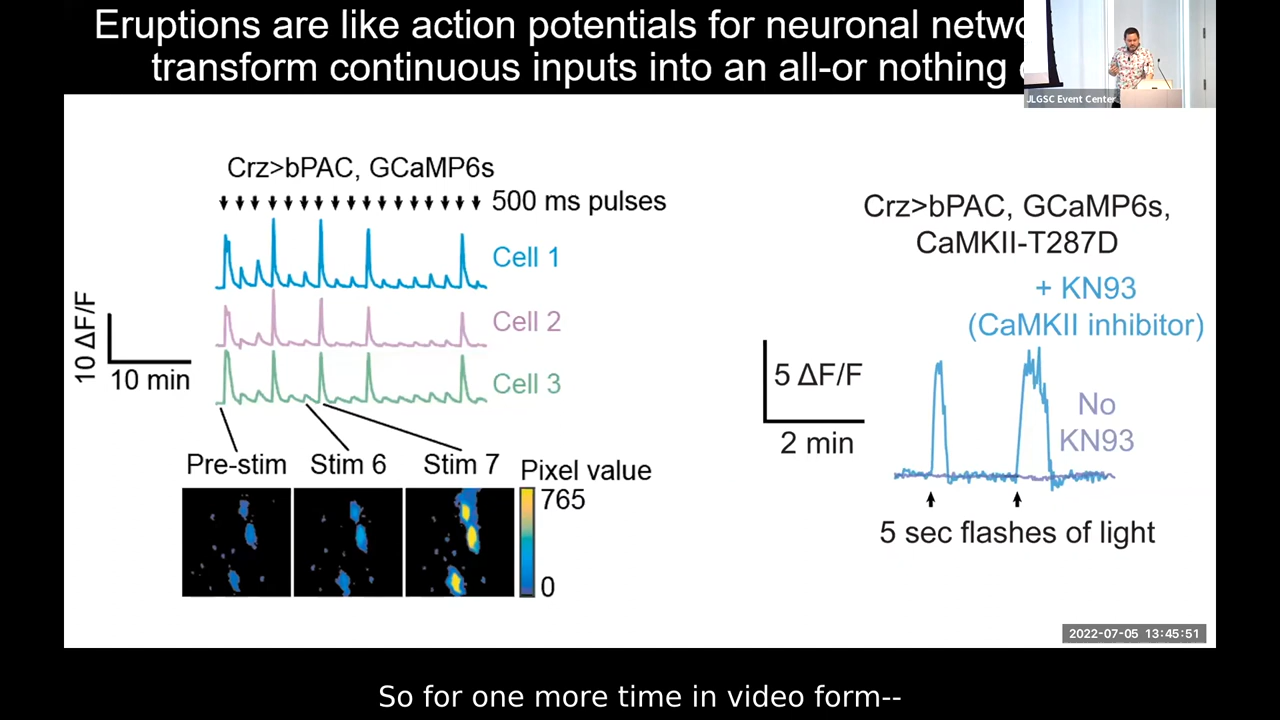 Eruptions are like action potentials for neuronal
transform continuous inputs into an all-or nothing
JLGSC Event Center
Crz>bPAC, GCaMP6s
500 ms pulses
Cell 1
Cell 2
Cell 3
10 ΔF/F
10 min
Pre-stim Stim 6 Stim 7
Pixel value
765
0
Crz>bPAC, GCaMP6s,
CaMKII-T287D
+ KN93
(CaMKII inhibitor)
5 ΔF/F
2 min
No
KN93
5 sec flashes of light
2022-07-05 13:45:51
So for one more time in video form--